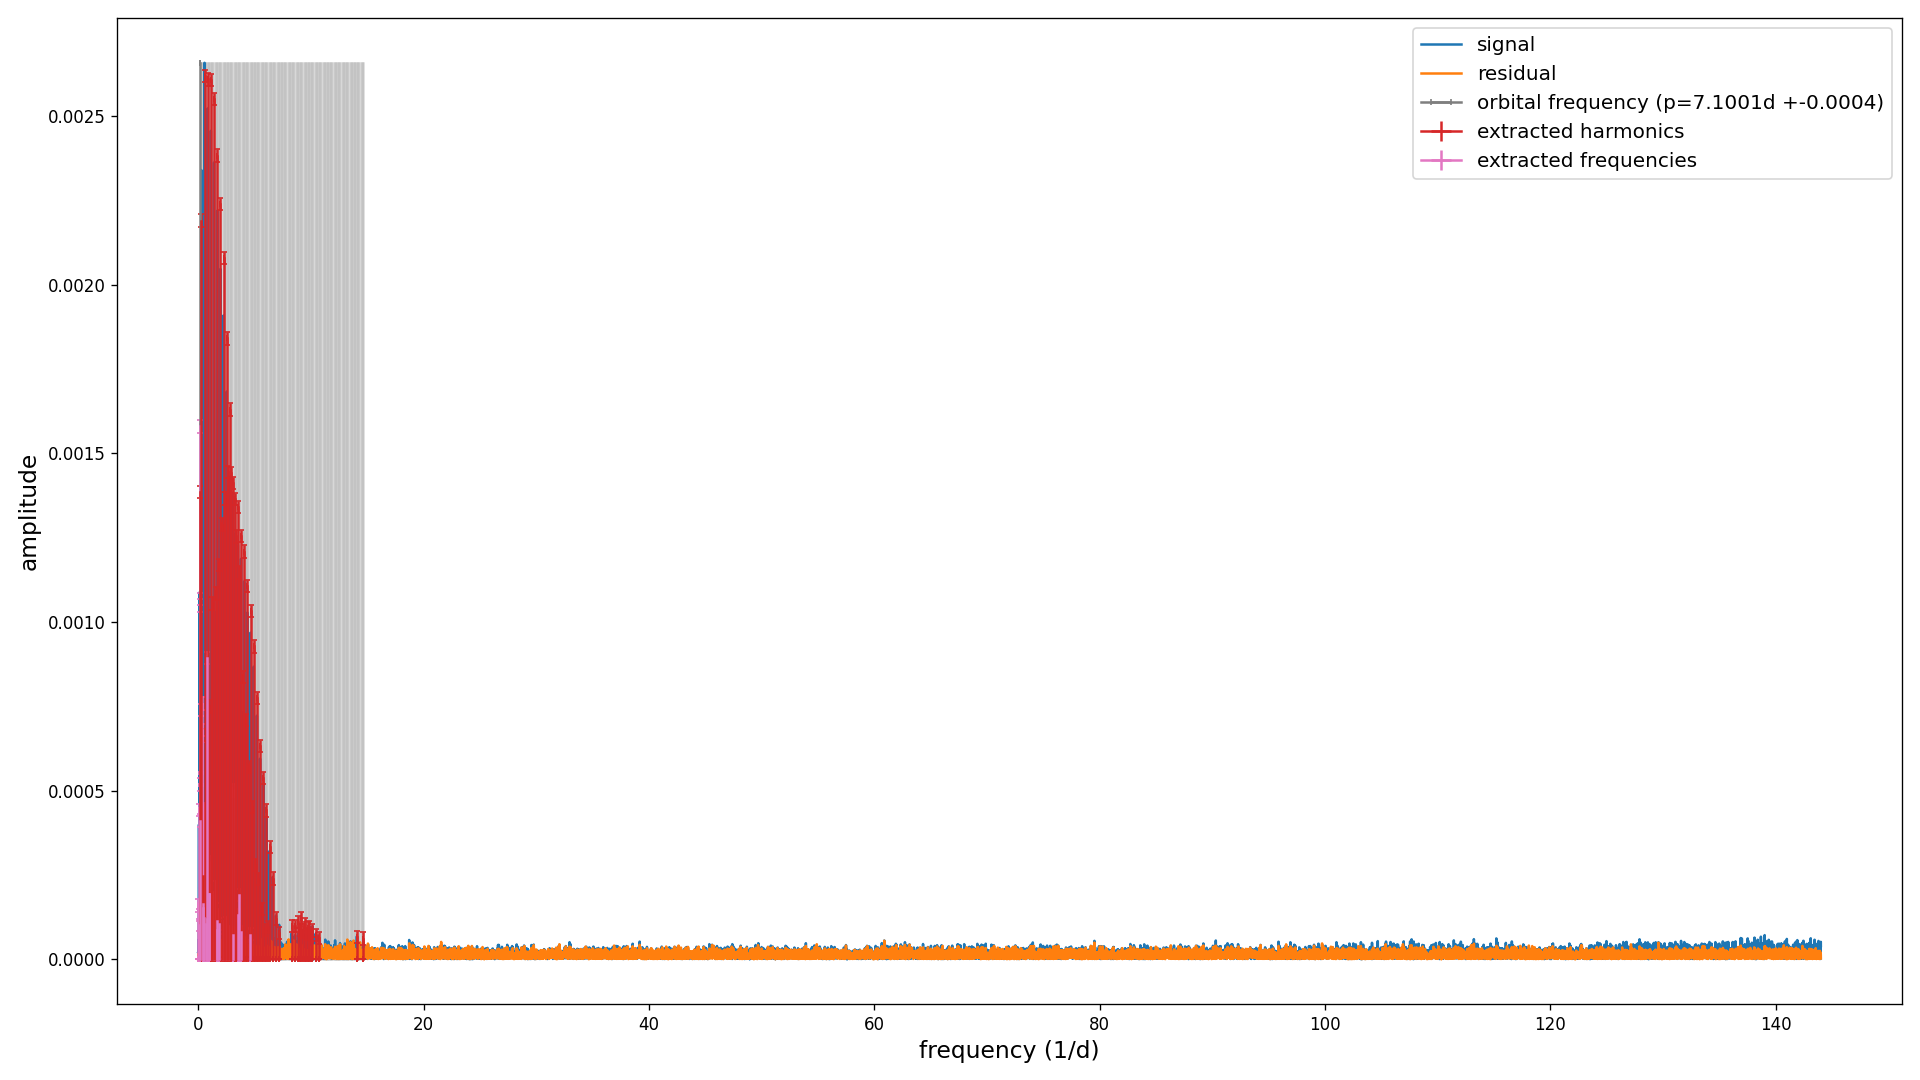 signal
residual
orbital frequency (p=7.1001d +-0.0004)
extracted harmonics
extracted frequencies
amplitude
0.0025
0.0020
0.0015
0.0010
0.0005
0.0000
0 20 40 60 80 100 120 140
frequency (1/d)